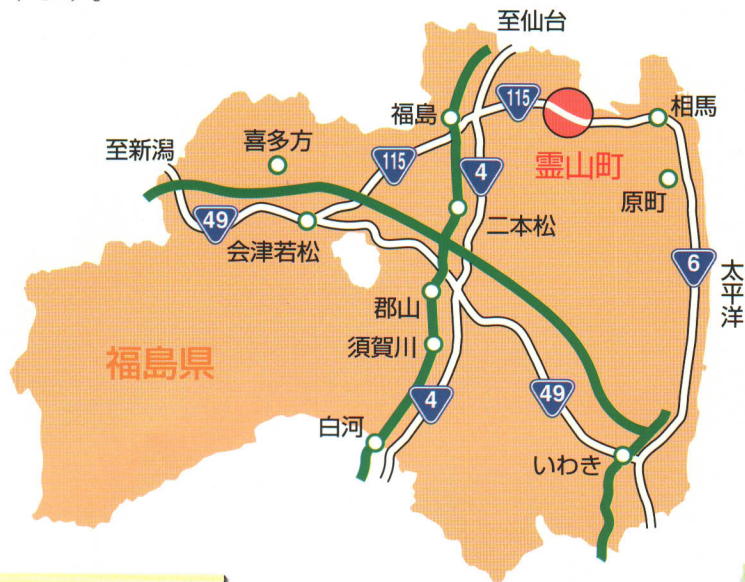 至仙台
115
福島
相馬
喜多方
至新潟
115
4
霊山町
原町
49
二本松
会津若松
6
太平洋
郡山
須賀川
福島県
4
49
白河
いわき